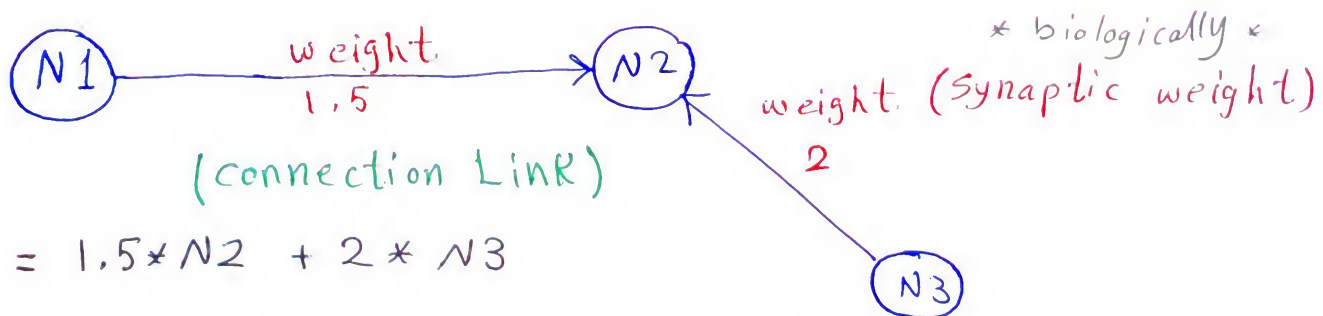 * biologically *
N1
weight.
1.5
N2
weight. (Synaptic weight)
2
(connection Link)
= 1.5* N2 + 2 * N3
N3